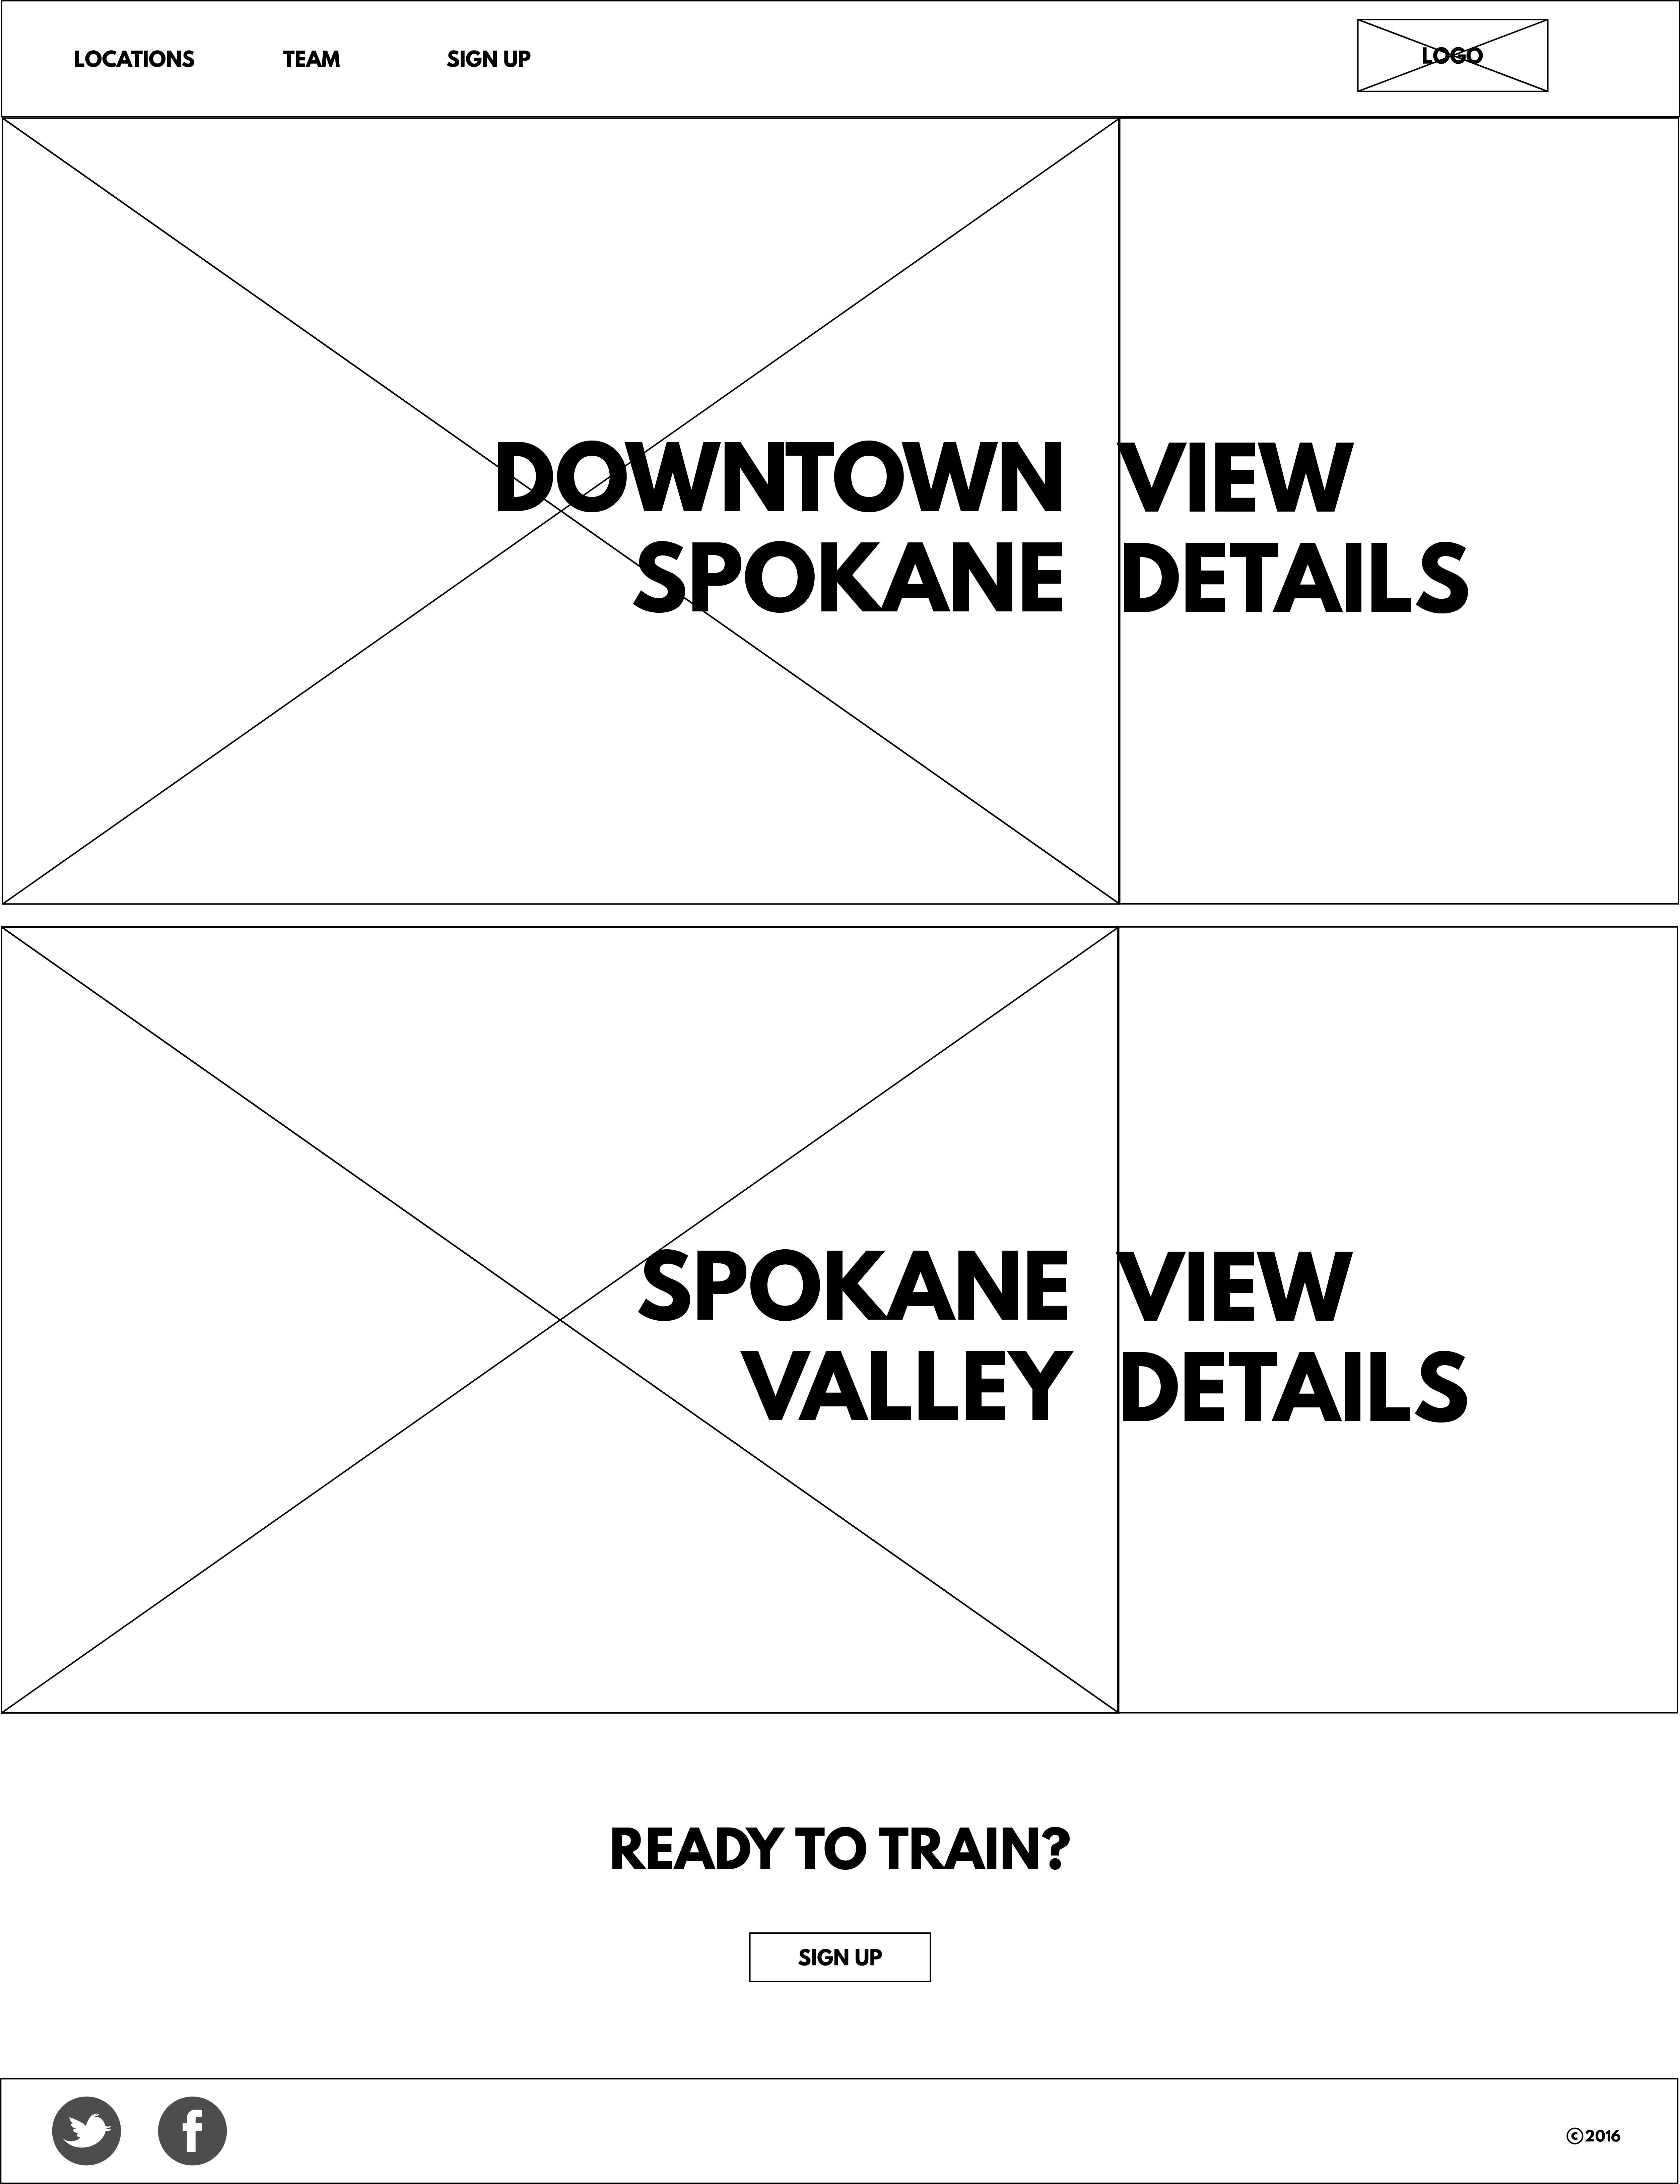 LOCATIONS TEAM SIGN UP LOGO
DOWNTOWN
SPOKANE
VIEW
DETAILS
SPOKANE
VALLEY
VIEW
DETAILS
READY TO TRAIN?
SIGN UP
©2016